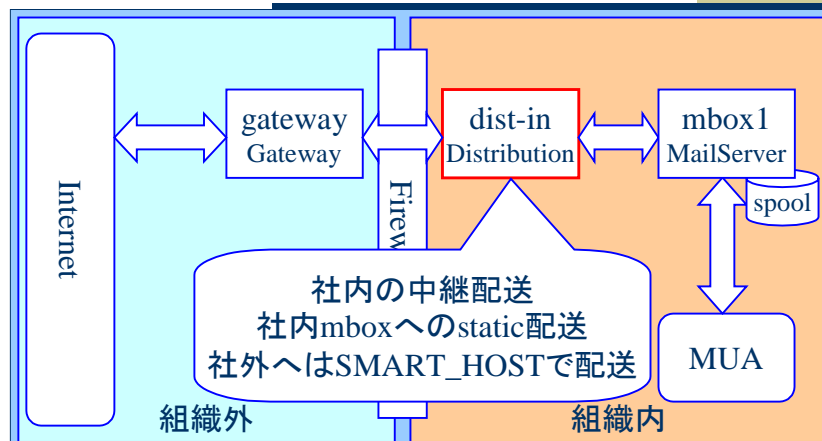 Internet
gateway
Gateway
Firew
dist-in
Distribution
mbox1
MailServer
spool
社内の中継配送
社内mboxへのstatic配送
社外へはSMART_HOSTで配送
MUA
組織外
組織内